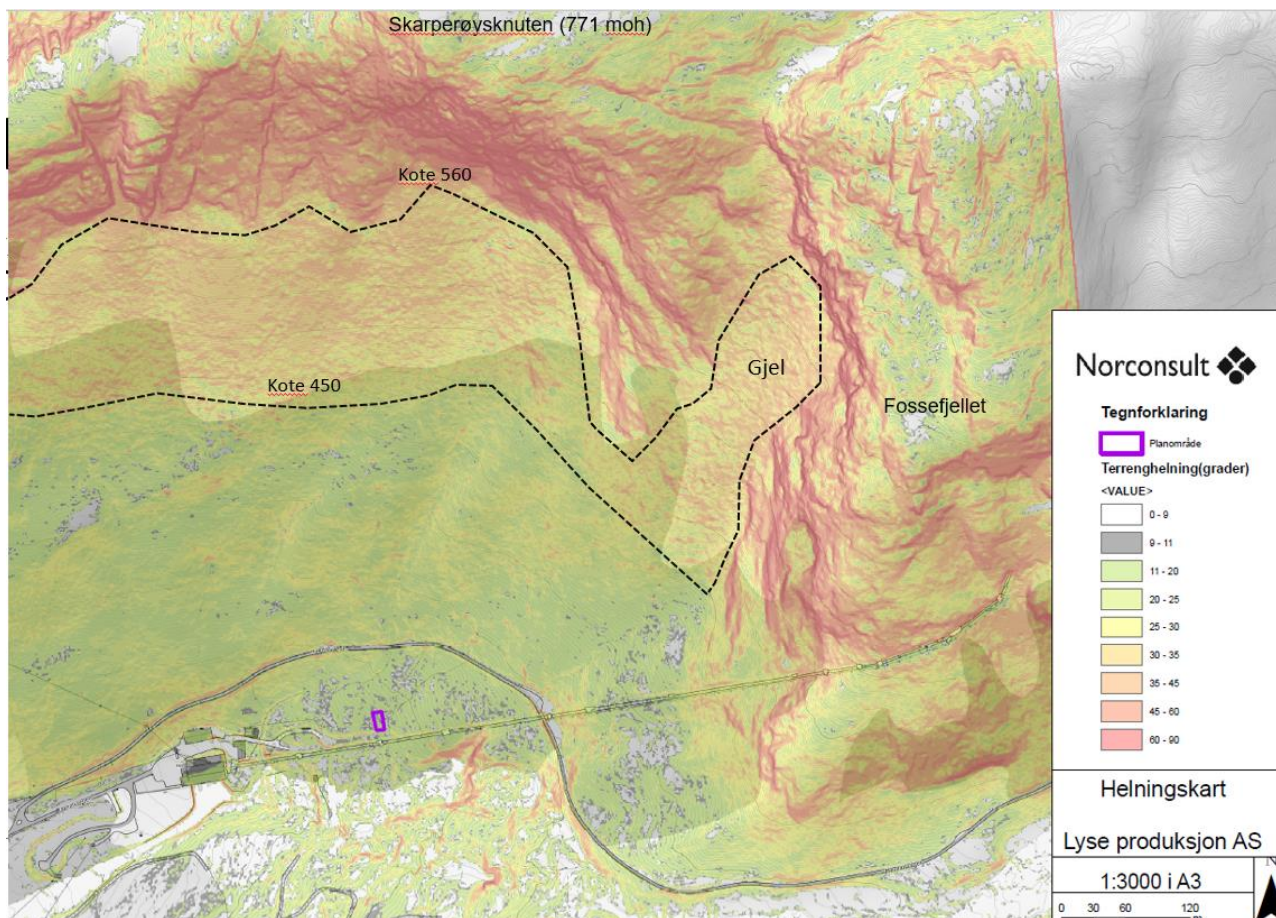 Skarperøysknuten (771 moh)
Kote 560
Kote 450
Gjel
Fossefjellet
Norconsult
Tegnforklaring
Planområde
Terrenghelning(grader)
<VALUE>
0 - 9
9 - 11
11 - 20
20 - 25
25 - 30
30 - 35
35 - 45
45 - 60
60 - 90
Helningskart
Lyse produksjon AS
1:3000 i A3
N
0 30 60 120